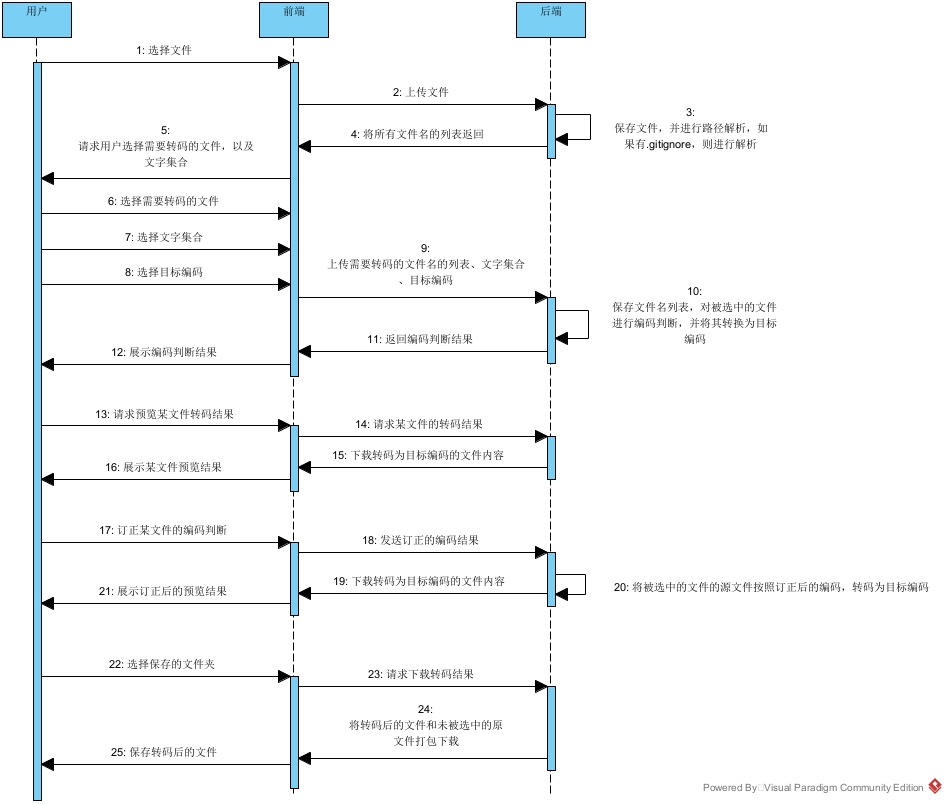 用户
前端
后端
1: 选择文件
2: 上传文件
3:
保存文件，并进行路径解析，如
果有.gitignore，则进行解析
4: 将所有文件名的列表返回
5:
请求用户选择需要转码的文件，以及
文字集合
6: 选择需要转码的文件
7: 选择文字集合
8: 选择目标编码
9:
上传需要转码的文件名的列表、文字集合
、目标编码
10:
保存文件名列表，对被选中的文件
进行编码判断，并将其转换为目标
编码
11: 返回编码判断结果
12: 展示编码判断结果
13: 请求预览某文件转码结果
14: 请求某文件的转码结果
15: 下载转码为目标编码的文件内容
16: 展示某文件预览结果
17: 订正某文件的编码判断
18: 发送订正的编码结果
19: 下载转码为目标编码的文件内容
20: 将被选中的文件的源文件按照订正后的编码，转码为目标编码
21: 展示订正后的预览结果
22: 选择保存的文件夹
23: 请求下载转码结果
24:
将转码后的文件和未被选中的原
文件打包下载
25: 保存转码后的文件
Powered By Visual Paradigm Community Edition